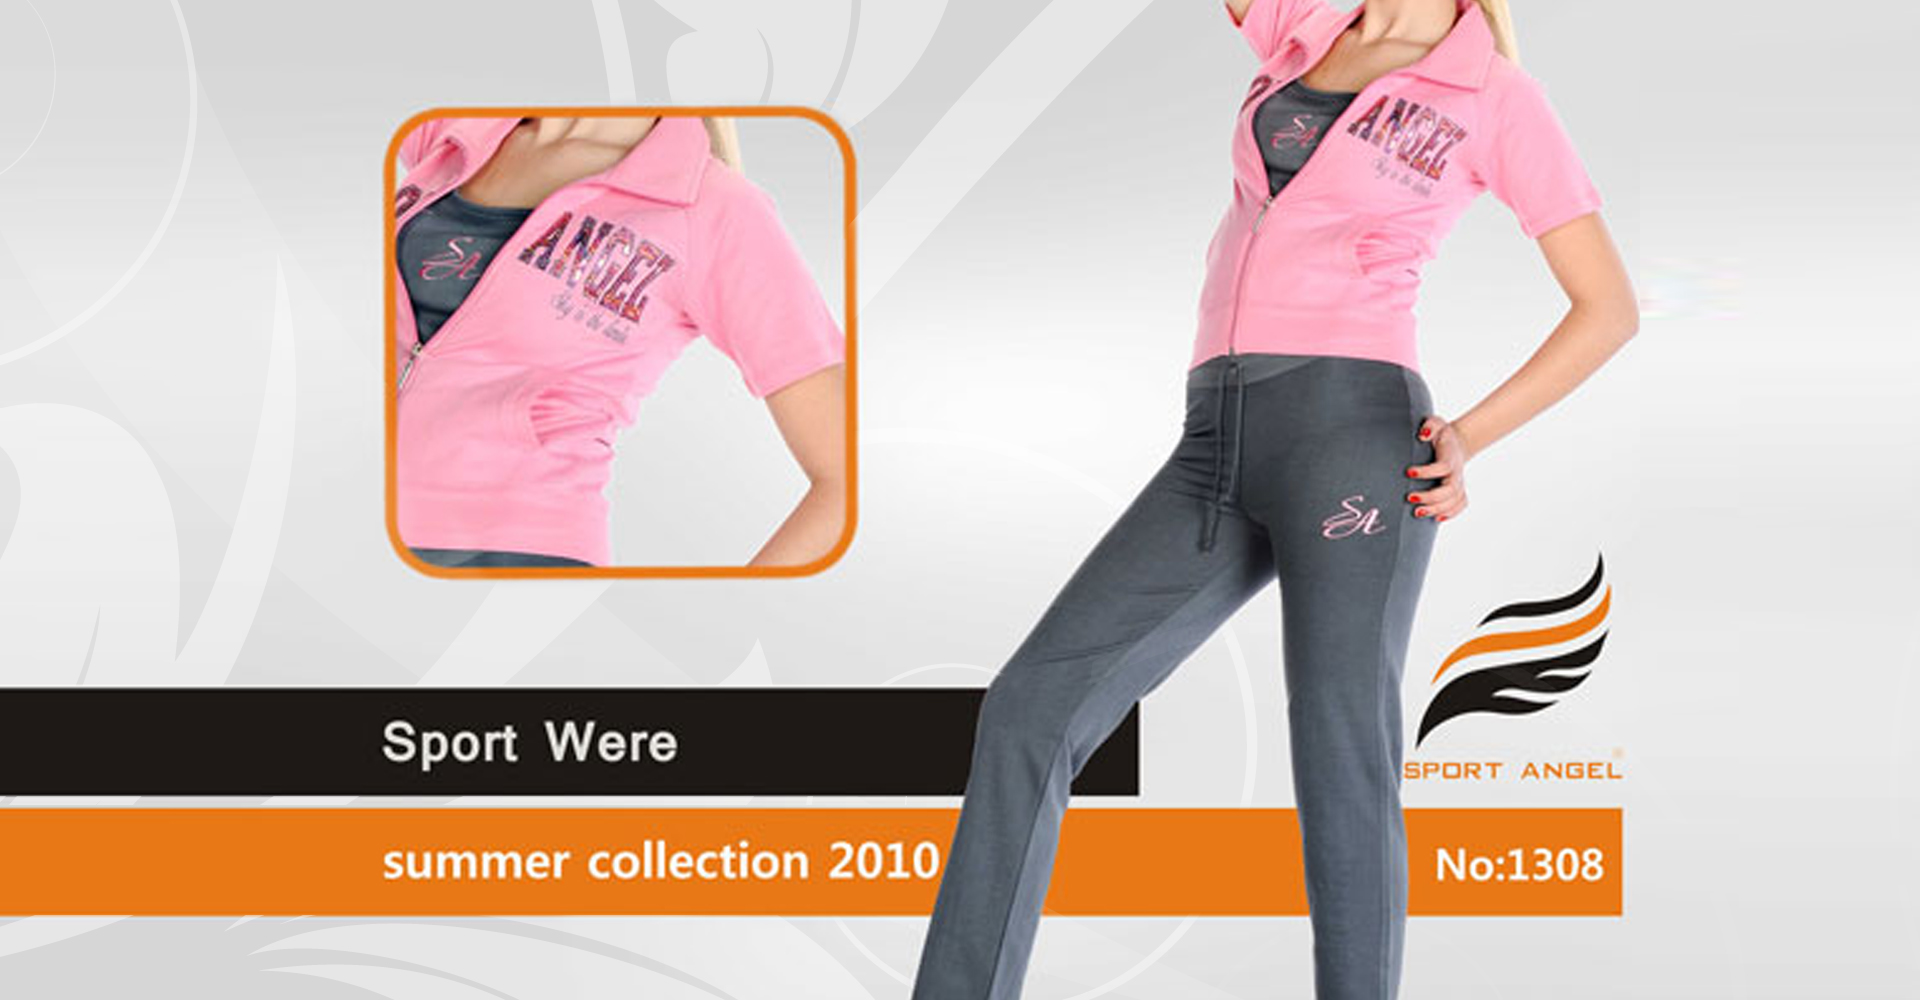 ANGEL
SA
ANGEL
SA
SA
SPORT ANGEL
Sport Were
summer collection 2010
No:1308